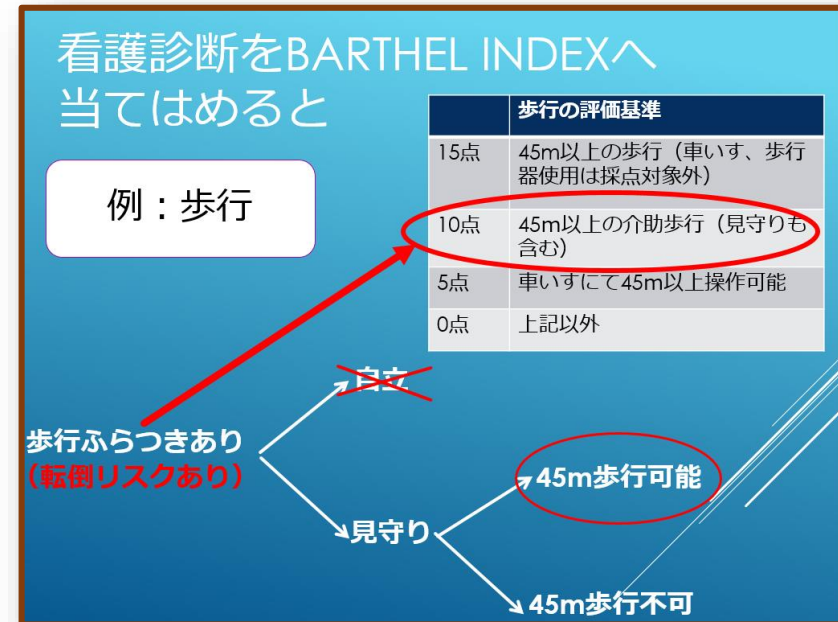 看護診断をBARTHEL INDEXへ
当てはめると
例：歩行
歩行の評価基準
15点 45m以上の歩行（車いす、歩行
器使用は採点対象外）
10点 45m以上の介助歩行（見守りも
含む）
5点 車いすにて45m以上操作可能
0点 上記以外
自立
歩行ふらつきあり
（転倒リスクあり）
45m歩行可能
見守り
45m歩行不可